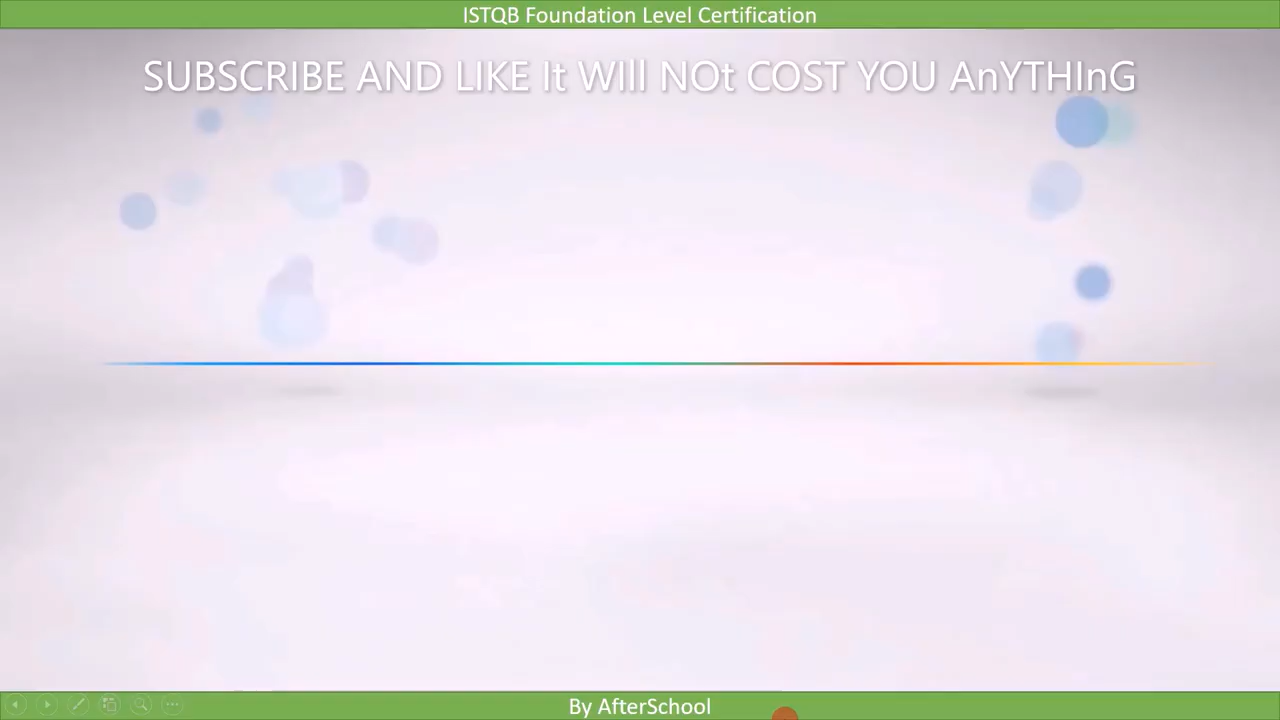 ISTQB Foundation Level Certification
SUBSCRIBE AND LIKE It WIll NOt COST YOU AnYTHInG
By AfterSchool